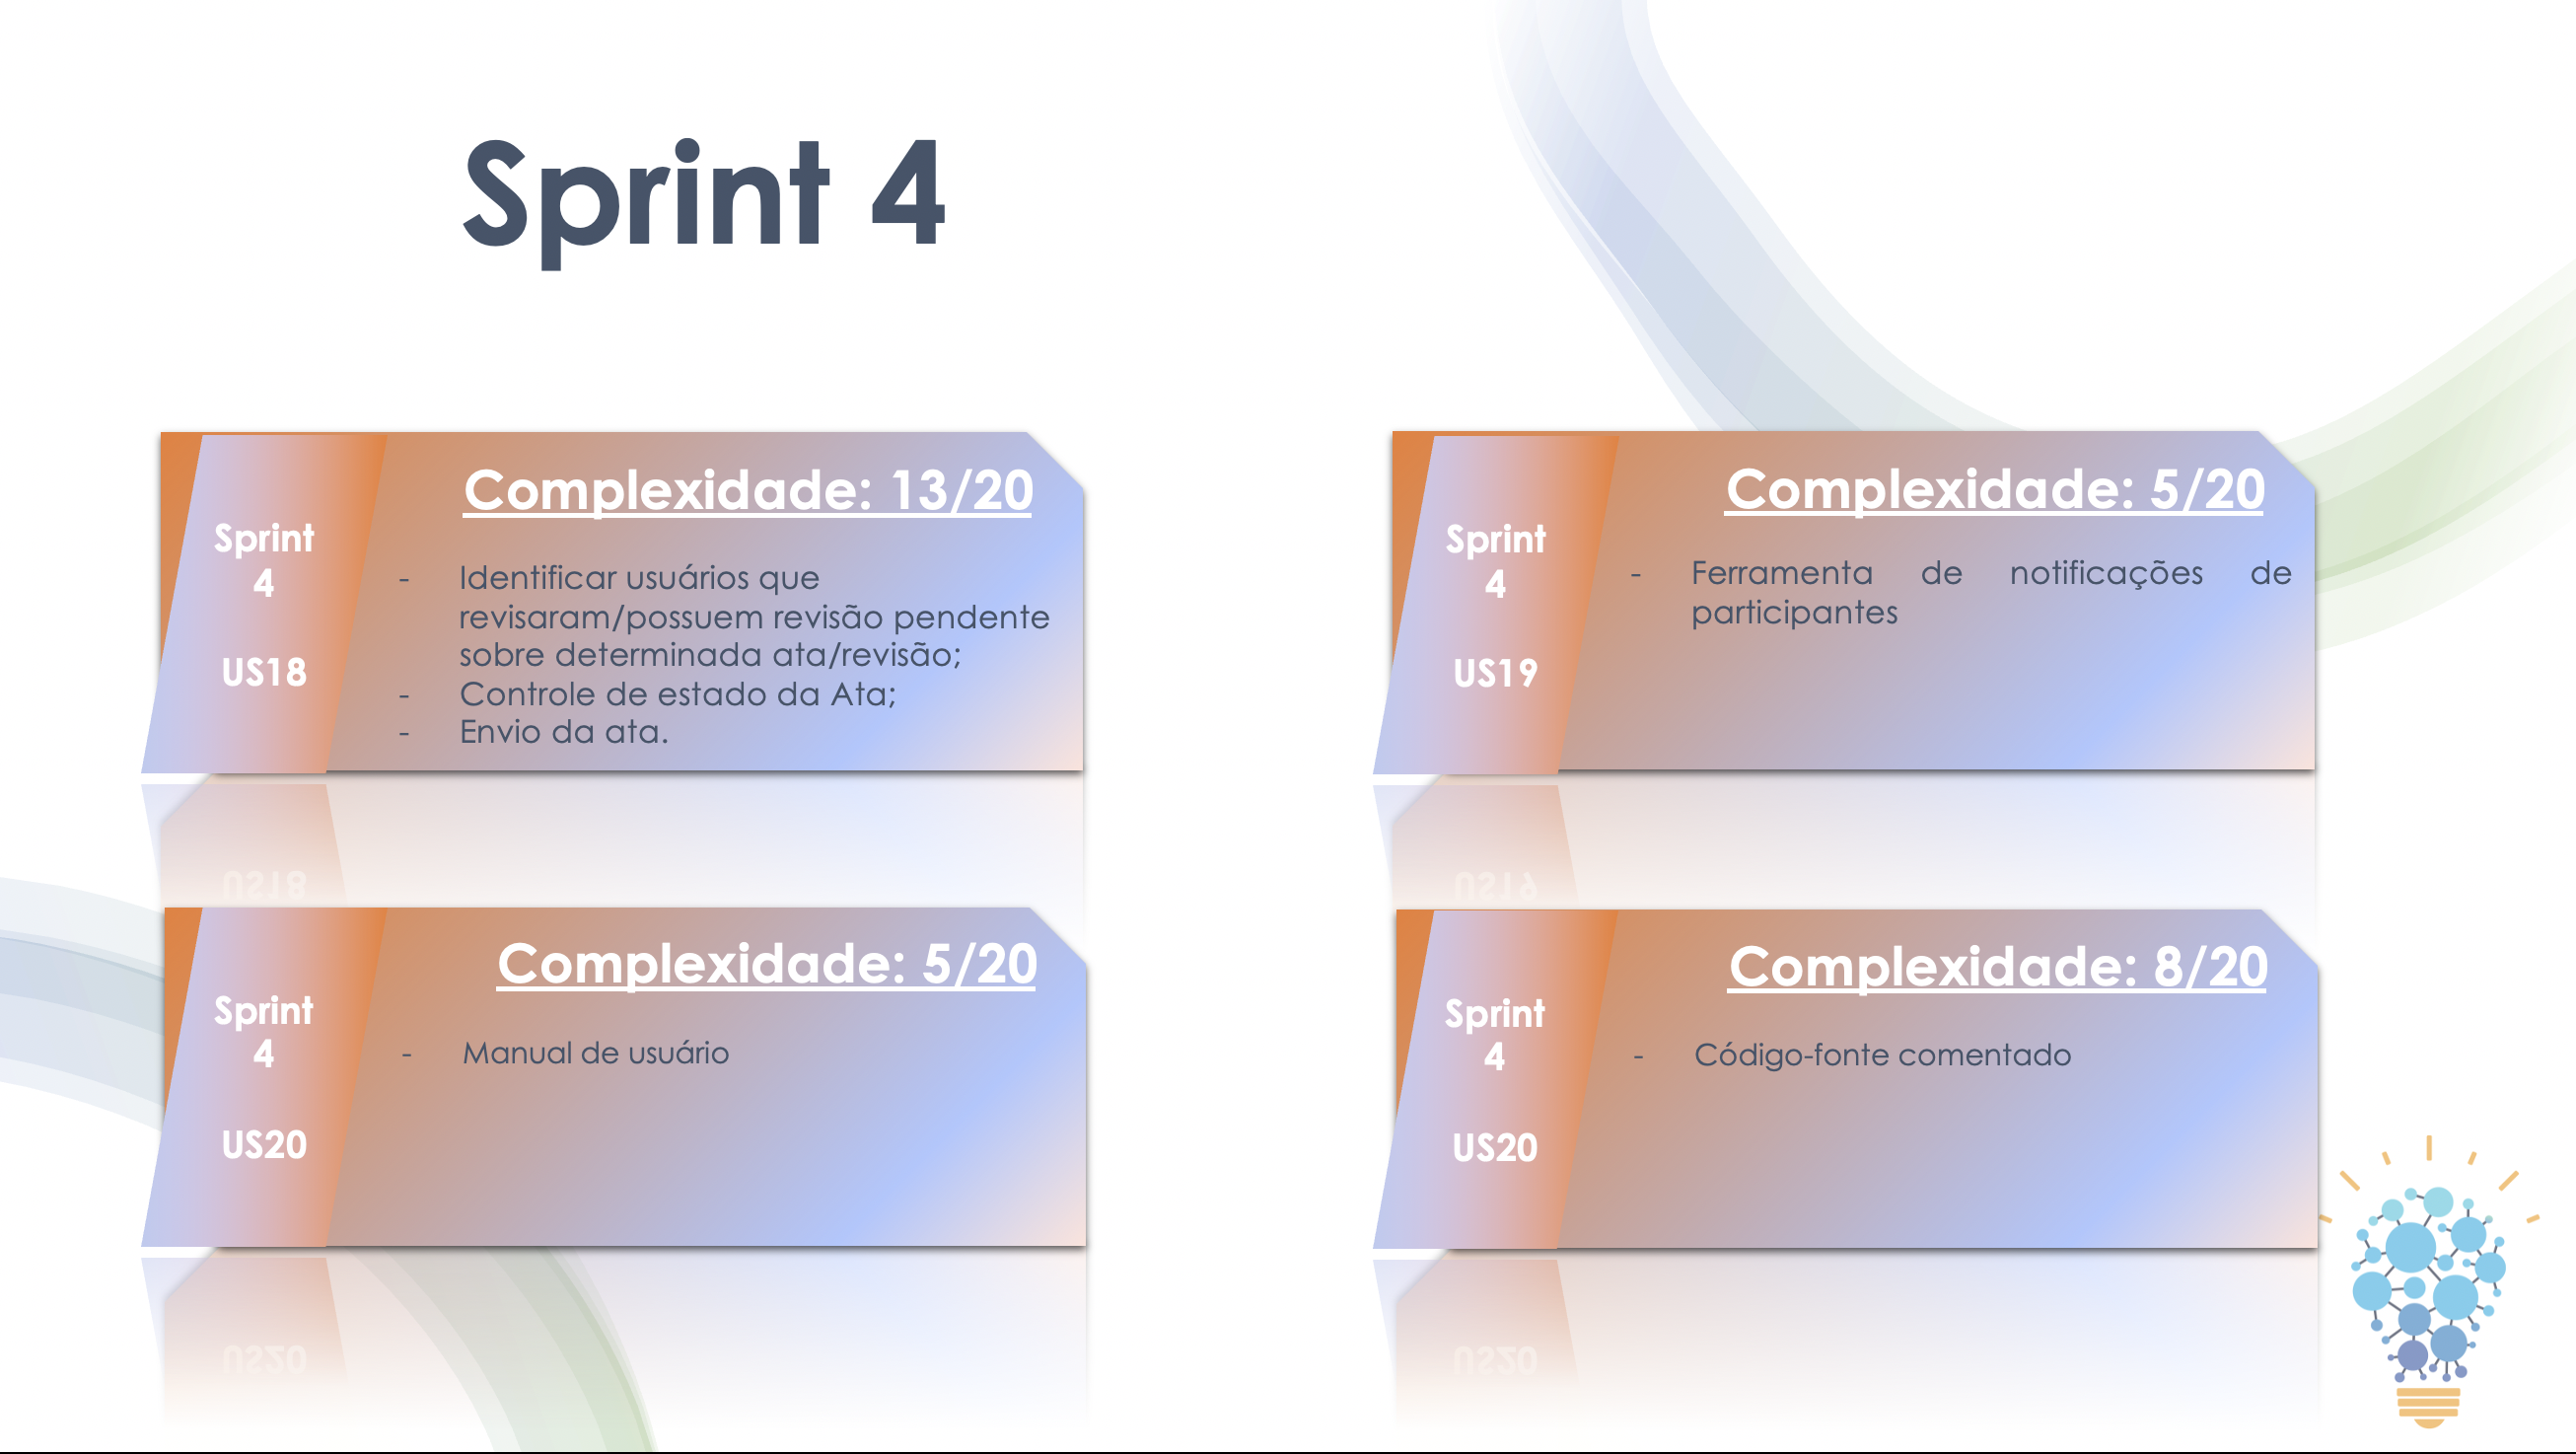 Sprint 4
Sprint
4
US18
Complexidade: 13/20
- Identificar usuários que
revisaram/possuem revisão pendente
sobre determinada ata/revisão;
- Controle de estado da Ata;
- Envio da ata.
Sprint
4
US19
Complexidade: 5/20
- Ferramenta de notificações de
participantes
Sprint
4
US20
Complexidade: 5/20
- Manual de usuário
Sprint
4
US20
Complexidade: 8/20
- Código-fonte comentado